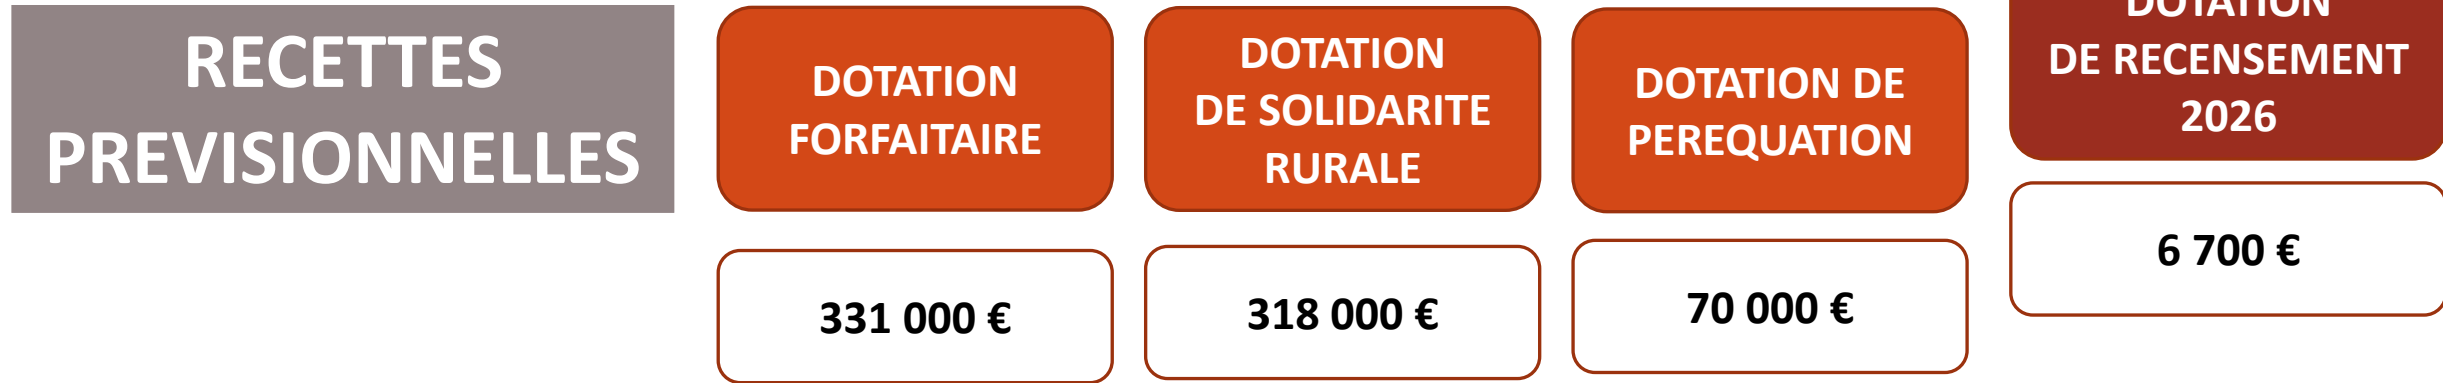 RECETTES
PREVISIONNELLES
DOTATION
FORFAITAIRE
331 000 €
DOTATION
DE SOLIDARITE
RURALE
318 000 €
DOTATION DE
PEREQUATION
70 000 €
DOTATION
DE RECENSEMENT
2026
6 700 €